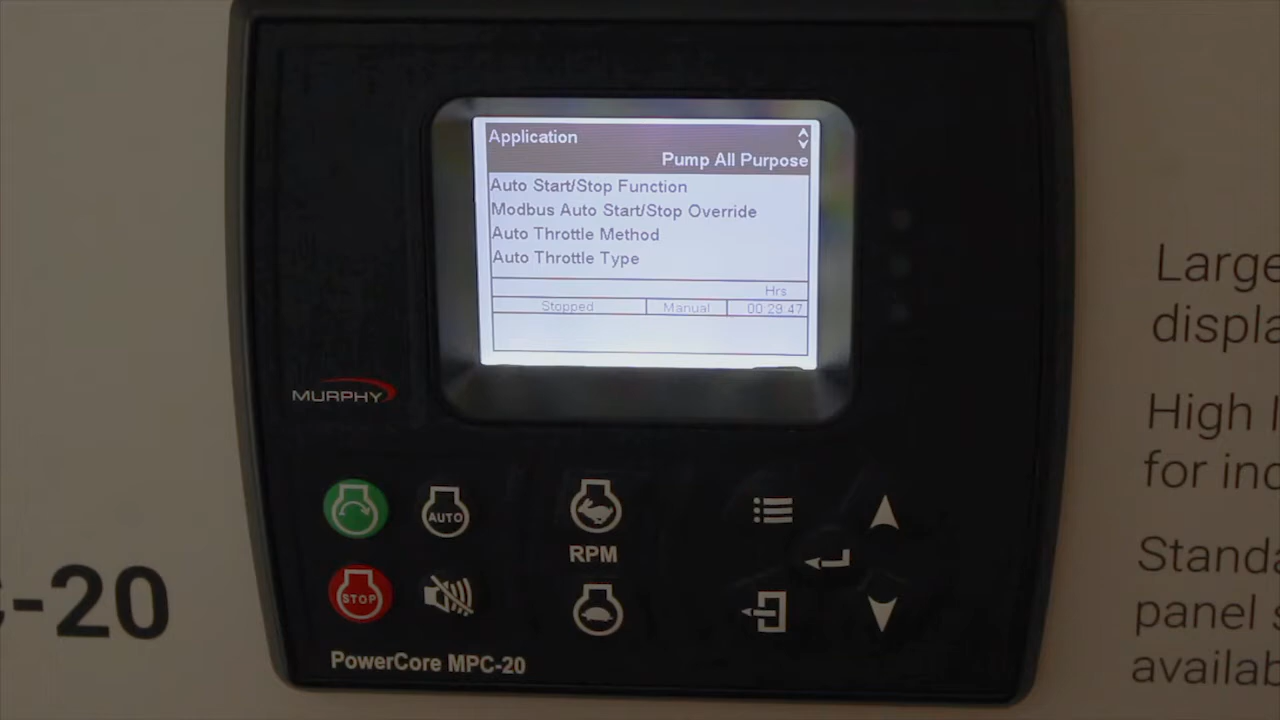 Application
Pump All Purpose
Auto Start/Stop Function
Modbus Auto Start/Stop Override
Auto Throttle Method
Auto Throttle Type
Hrs
Stopped Manual 00:29:47
MURPHY
AUTO
RPM
STOP
PowerCore MPC-20
-20
Large
displa
High
for inc
Standa
panel s
availab